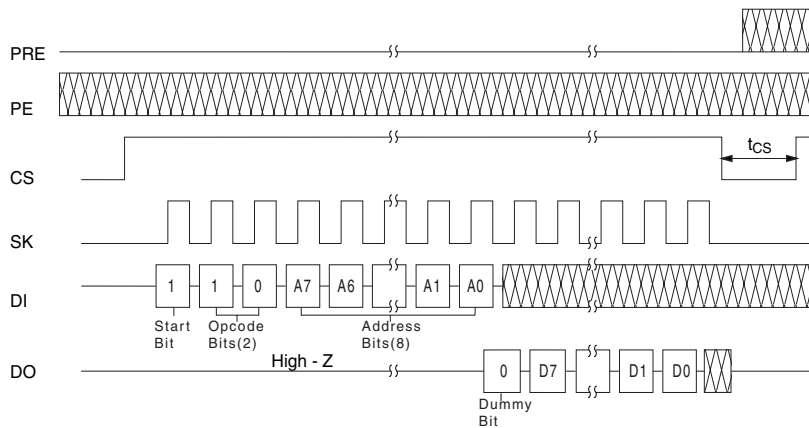 PRE
PE
CS
tCS
SK
DI
1 1 0 A7 A6 A1 A0
Start Bit
Opcode Bits(2)
Address Bits(8)
High - Z
DO
0 D7 D1 D0
Dummy Bit